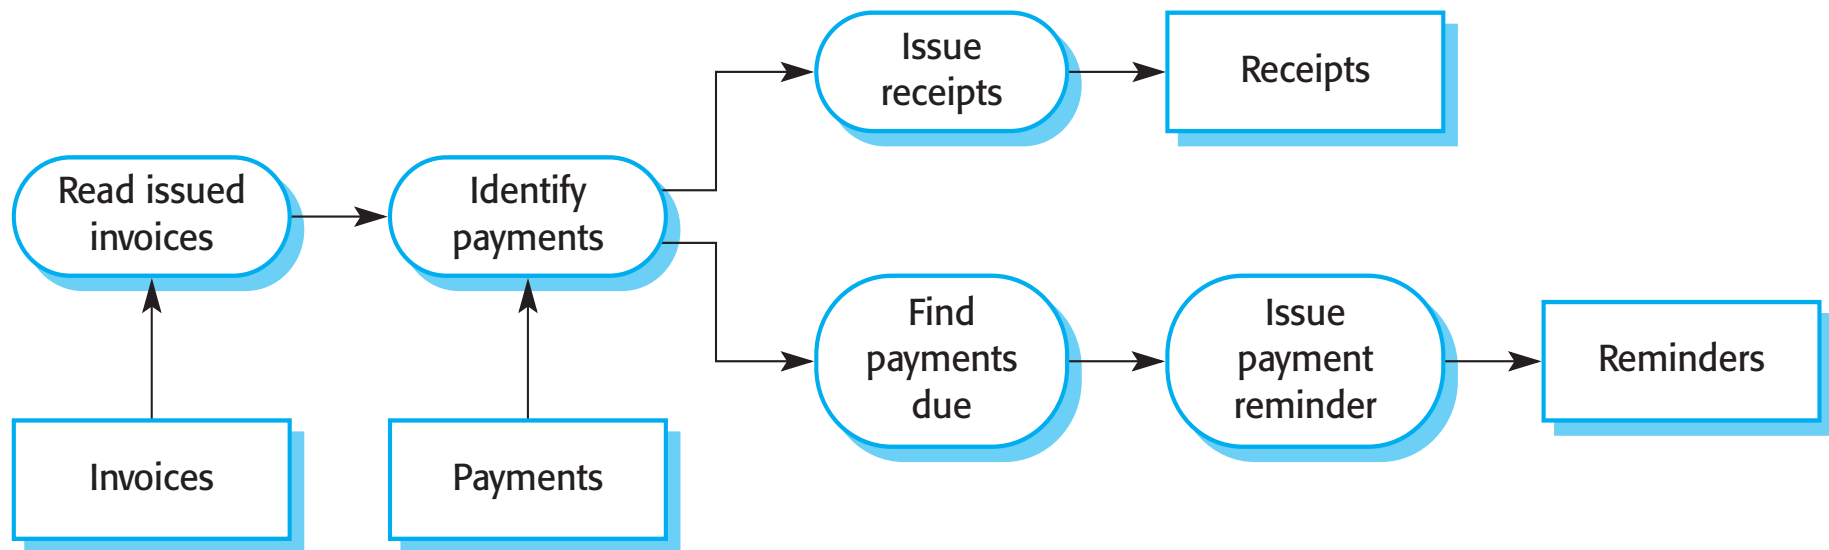 Issue
receipts
Receipts
Read issued
invoices
Identify
payments
Find
payments
due
Issue
payment
reminder
Reminders
Invoices
Payments